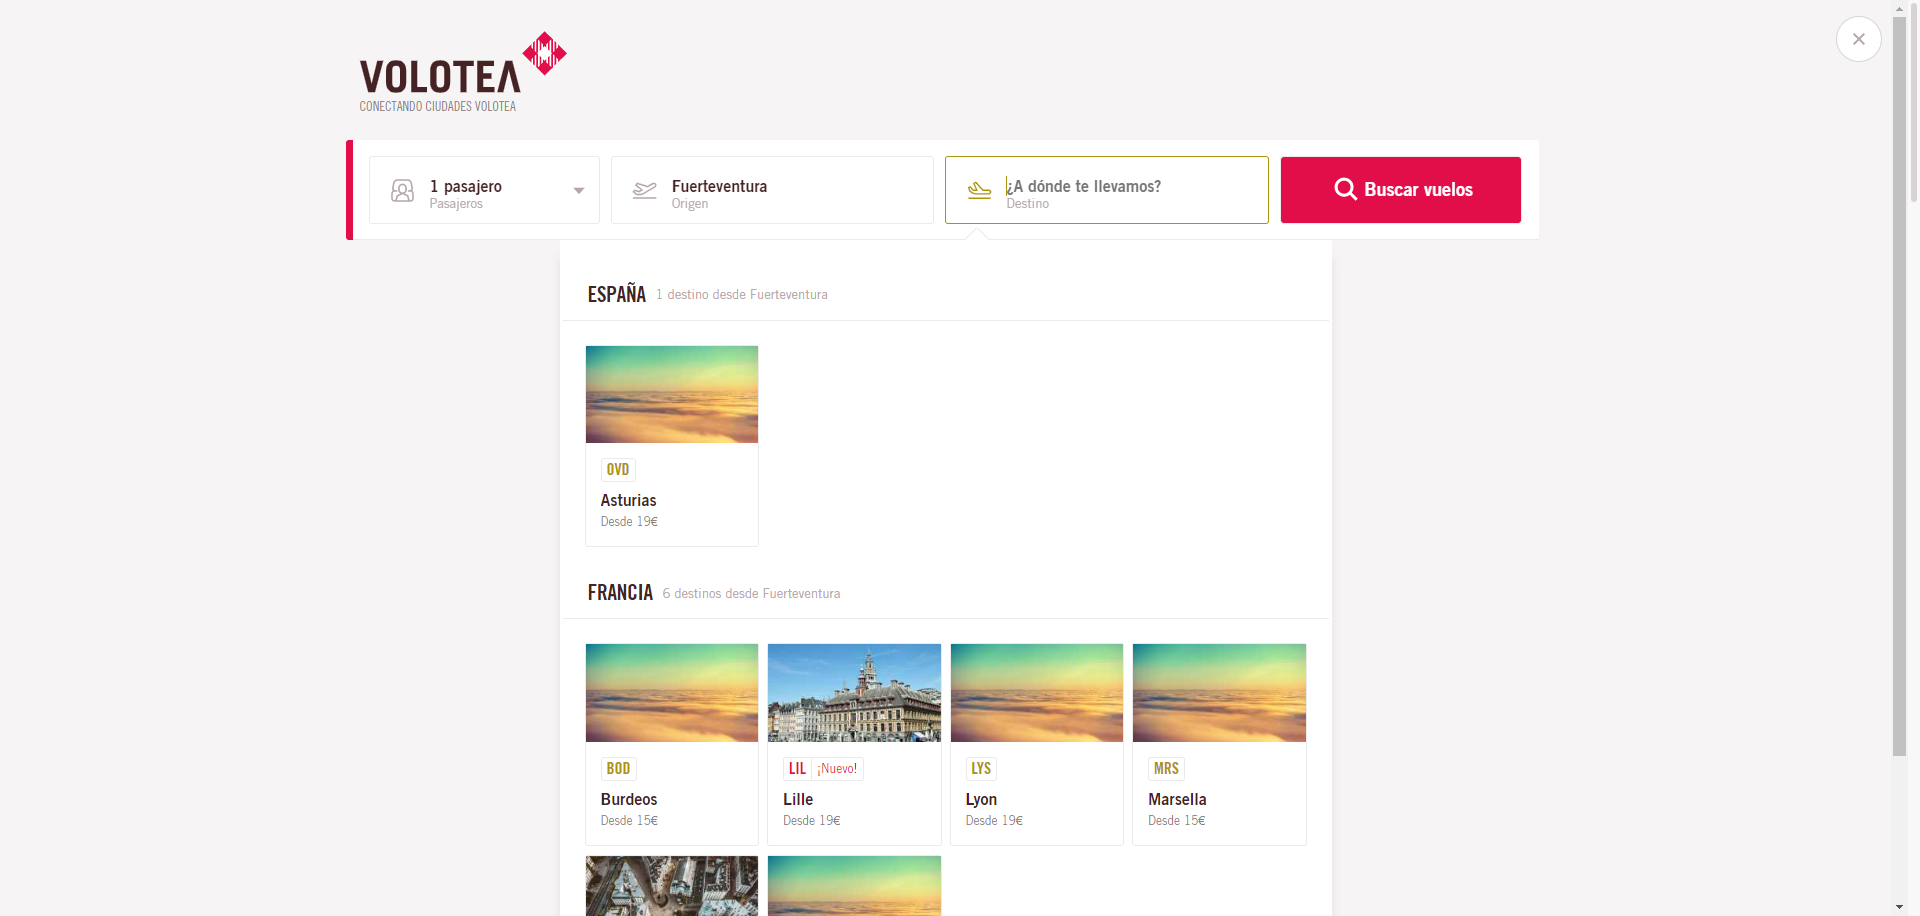 VOLOTEA
CONECTANDO CIUDADES VOLOTEA
1 pasajero
Pasajeros
Fuerteventura
Origen
¿A dónde te llevamos?
Destino
Buscar vuelos
ESPAÑA 1 destino desde Fuerteventura
OVD
Asturias
Desde 19€
FRANCIA 6 destinos desde Fuerteventura
BOD
Burdeos
Desde 15€
LIL ¡Nuevo!
Lille
Desde 19€
LYS
Lyon
Desde 19€
MRS
Marsella
Desde 15€